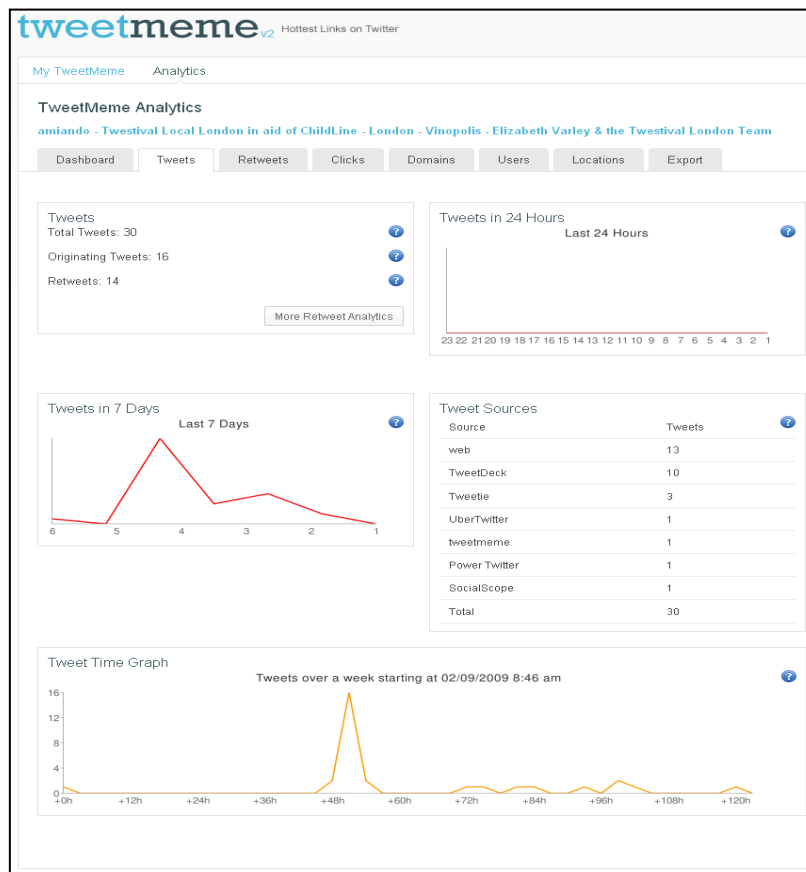 tweetmeme v2 Hottest Links on Twitter
My TweetMeme Analytics
TweetMeme Analytics
amiando - Twestival Local London in aid of ChildLine - London - Vinopolis - Elizabeth Varley & the Twestival London Team
Dashboard Tweets Retweets Clicks Domains Users Locations Export
Tweets
Total Tweets: 30 ?
Originating Tweets: 16 ?
Retweets: 14 ?
More Retweet Analytics
Tweets in 24 Hours
Last 24 Hours ?
23 22 21 20 19 18 17 16 15 14 13 12 11 10 9 8 7 6 5 4 3 2 1
Tweets in 7 Days
Last 7 Days ?
6 5 4 3 2 1
Tweet Sources
Source Tweets ?
web 13
TweetDeck 10
Tweetie 3
UberTwitter 1
tweetmeme 1
Power Twitter 1
SocialScope 1
Total 30
Tweet Time Graph
Tweets over a week starting at 02/09/2009 8:46 am ?
16
12
8
4
0
+0h +12h +24h +36h +48h +60h +72h +84h +96h +108h +120h